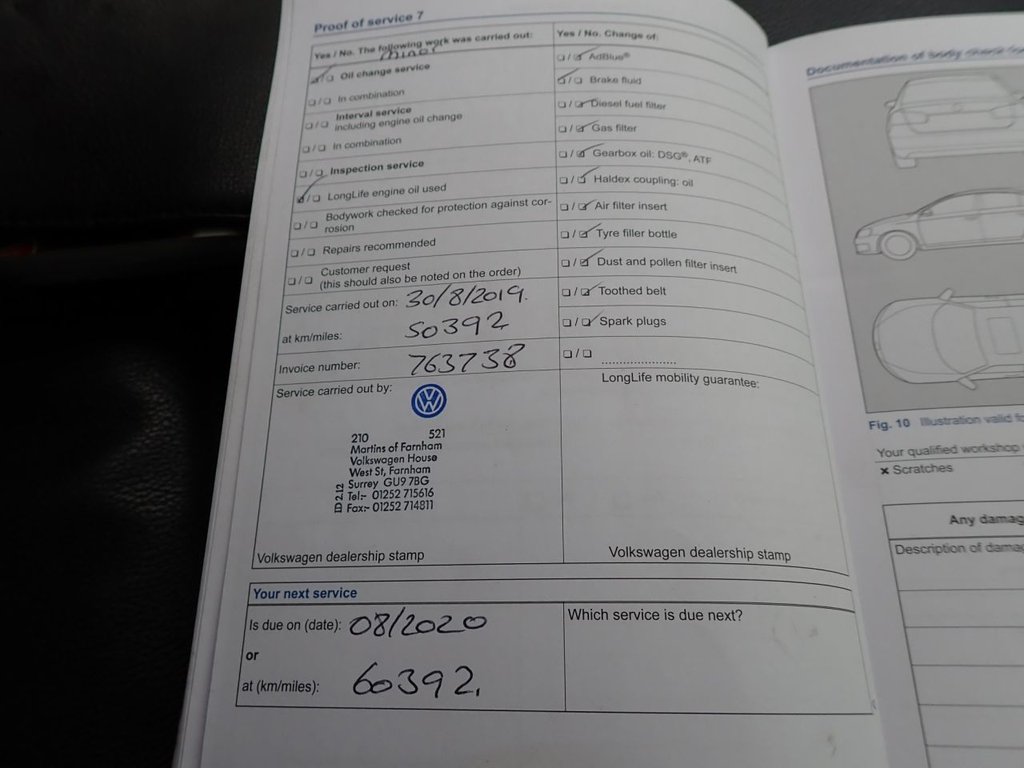 Proof of service 7
Yes / No. The following work was carried out:
Minor
☑/☐ Oil change service
☐/☐ In combination
☐/☐ Interval service
including engine oil change
☐/☐ In combination
☐/☐ Inspection service
☑/☐ LongLife engine oil used
☐/☐ Bodywork checked for protection against cor-
rosion
☐/☐ Repairs recommended
☐/☐ Customer request
(this should also be noted on the order)
Service carried out on: 30/8/2019.
at km/miles: 50392
Invoice number: 763738
Service carried out by:
210 521
Martins of Farnham
Volkswagen House
West St, Farnham
Surrey GU9 7BG
Tel:- 01252 715616
Fax:- 01252 714811
ID 2.12
Volkswagen dealership stamp
Yes / No. Change of:
☐/☑ AdBlue®
☑/☐ Brake fluid
☐/☑ Diesel fuel filter
☐/☑ Gas filter
☐/☑ Gearbox oil: DSG®, ATF
☐/☑ Haldex coupling: oil
☐/☑ Air filter insert
☐/☑ Tyre filler bottle
☐/☑ Dust and pollen filter insert
☐/☑ Toothed belt
☐/☑ Spark plugs
☐/☐ ....................
LongLife mobility guarantee:
Volkswagen dealership stamp
Your next service
Is due on (date): 08/2020
or
at (km/miles): 60392.
Which service is due next?
Documentation of body
Fig. 10 Illustration valid
Your qualified workshop
× Scratches
Any
Description of